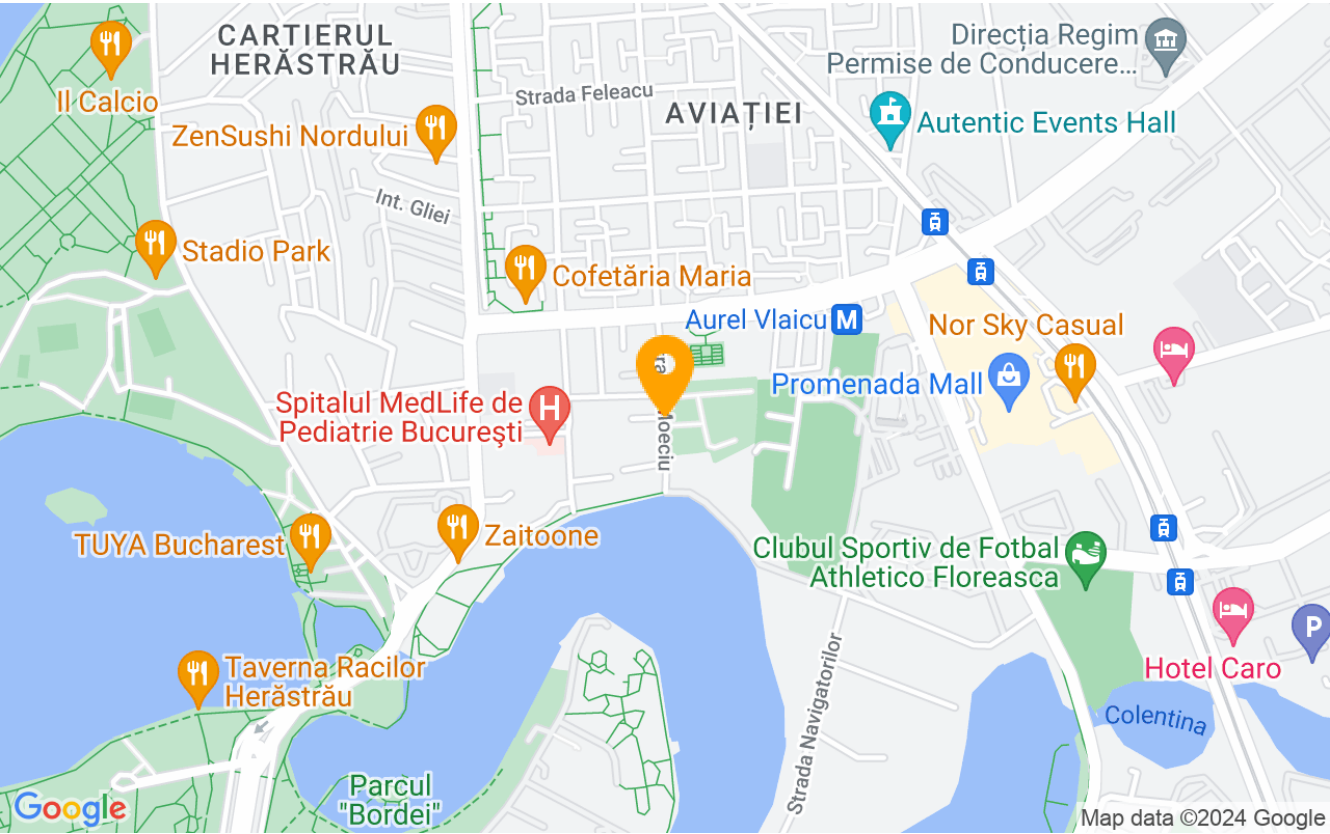 CARTIERUL
HERĂSTRĂU
Direcția Regim
Permise de Conducere...
Il Calcio
Strada Feleacu
AVIAȚIEI
Autentic Events Hall
ZenSushi Nordului
Int. Gliei
Stadio Park
Cofetăria Maria
Aurel Vlaicu
M
Nor Sky Casual
Promenada Mall
Spitalul MedLife de
Pediatrie Bucureşti
H
Moeciu
TUYA Bucharest
Zaitoone
Clubul Sportiv de Fotbal
Athletico Floreasca
P
Taverna Racilor
Herăstrău
Hotel Caro
Strada Navigatorilor
Colentina
Parcul
"Bordei"
Google
Map data ©2024 Google